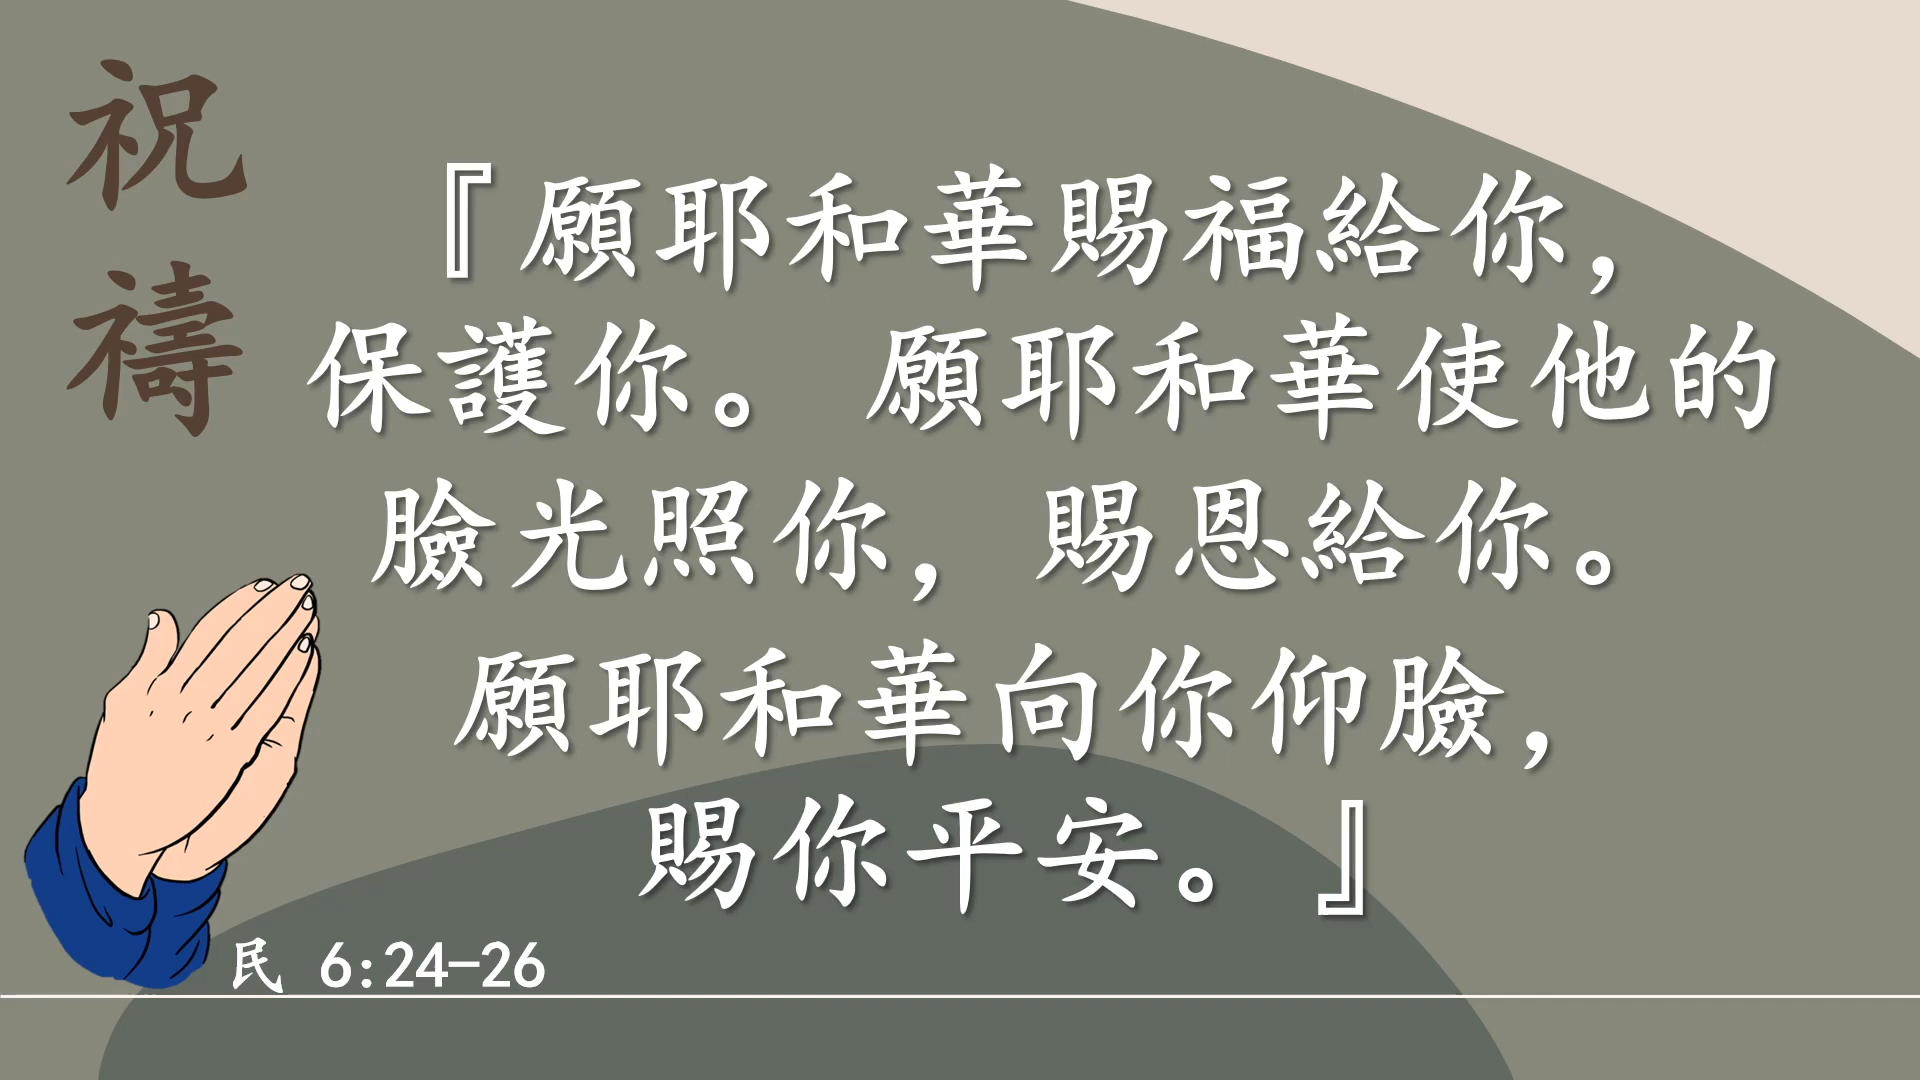 祝禱
『願耶和華賜福給你，
保護你。 願耶和華使他的
臉光照你，賜恩給你。
願耶和華向你仰臉，
賜你平安。』
民 6:24-26